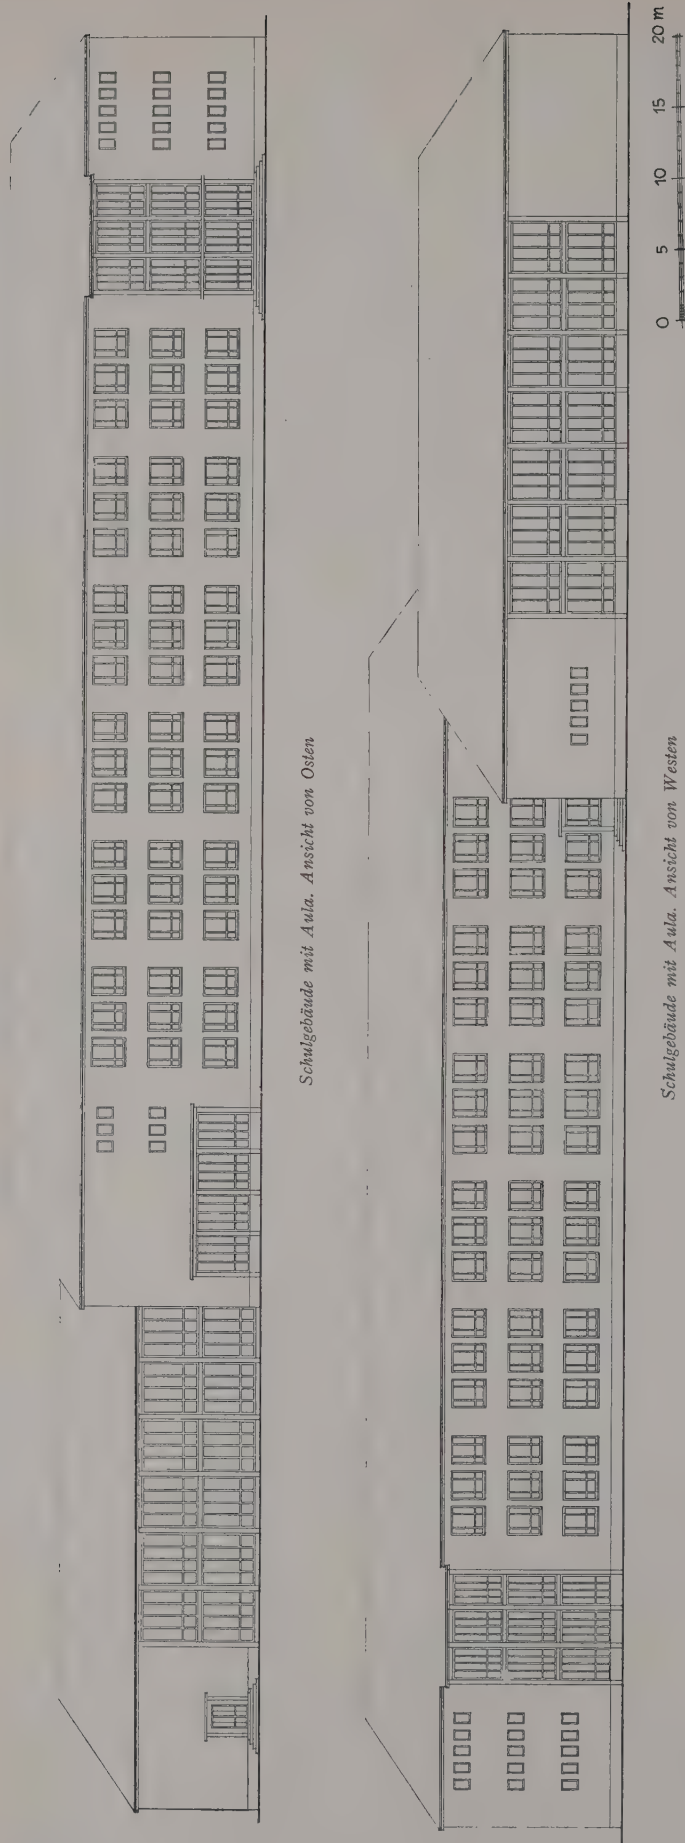 Schulgebäude mit Aula. Ansicht von Osten
Schulgebäude mit Aula. Ansicht von Westen
0 5 10 15 20 m